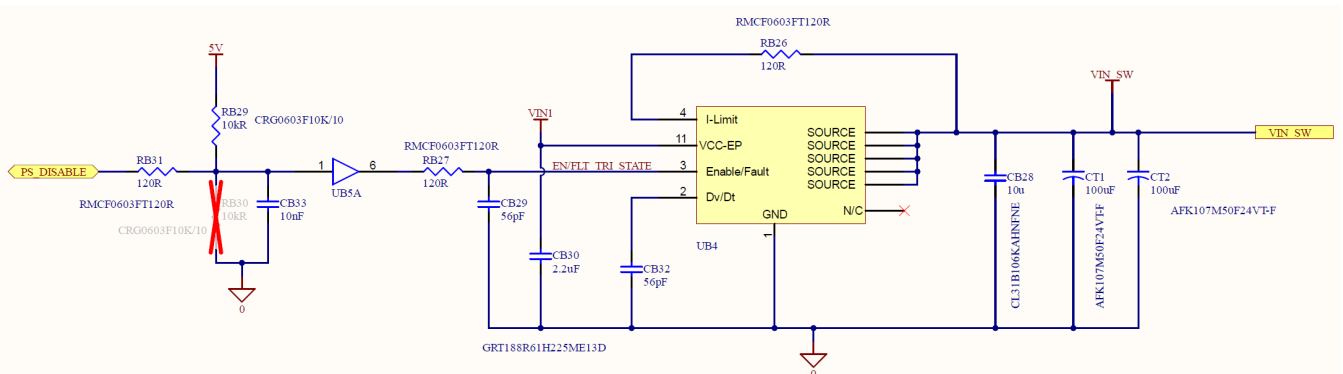 RMCF0603FT120R
RB26
120R
5V
RB29
10kR
CRG0603F10K/10
VIN1
VIN_SW
4
I-Limit
11
VCC-EP
SOURCE
SOURCE
SOURCE
SOURCE
SOURCE
VIN_SW
RMCF0603FT120R
RB27
120R
EN/FLT_TRI_STATE
3
Enable/Fault
2
Dv/Dt
GND
1
N/C
UB4
PS_DISABLE
RB31
120R
RMCF0603FT120R
1
6
UB5A
RB30
10kR
CRG0603F10K/10
CB33
10nF
0
CB29
56pF
CB30
2.2uF
CB32
56pF
CB28
10u
CL31B106KAHNFNE
CT1
100uF
AFK107M50F24VT-F
CT2
100uF
AFK107M50F24VT-F
GRT188R61H225ME13D
0